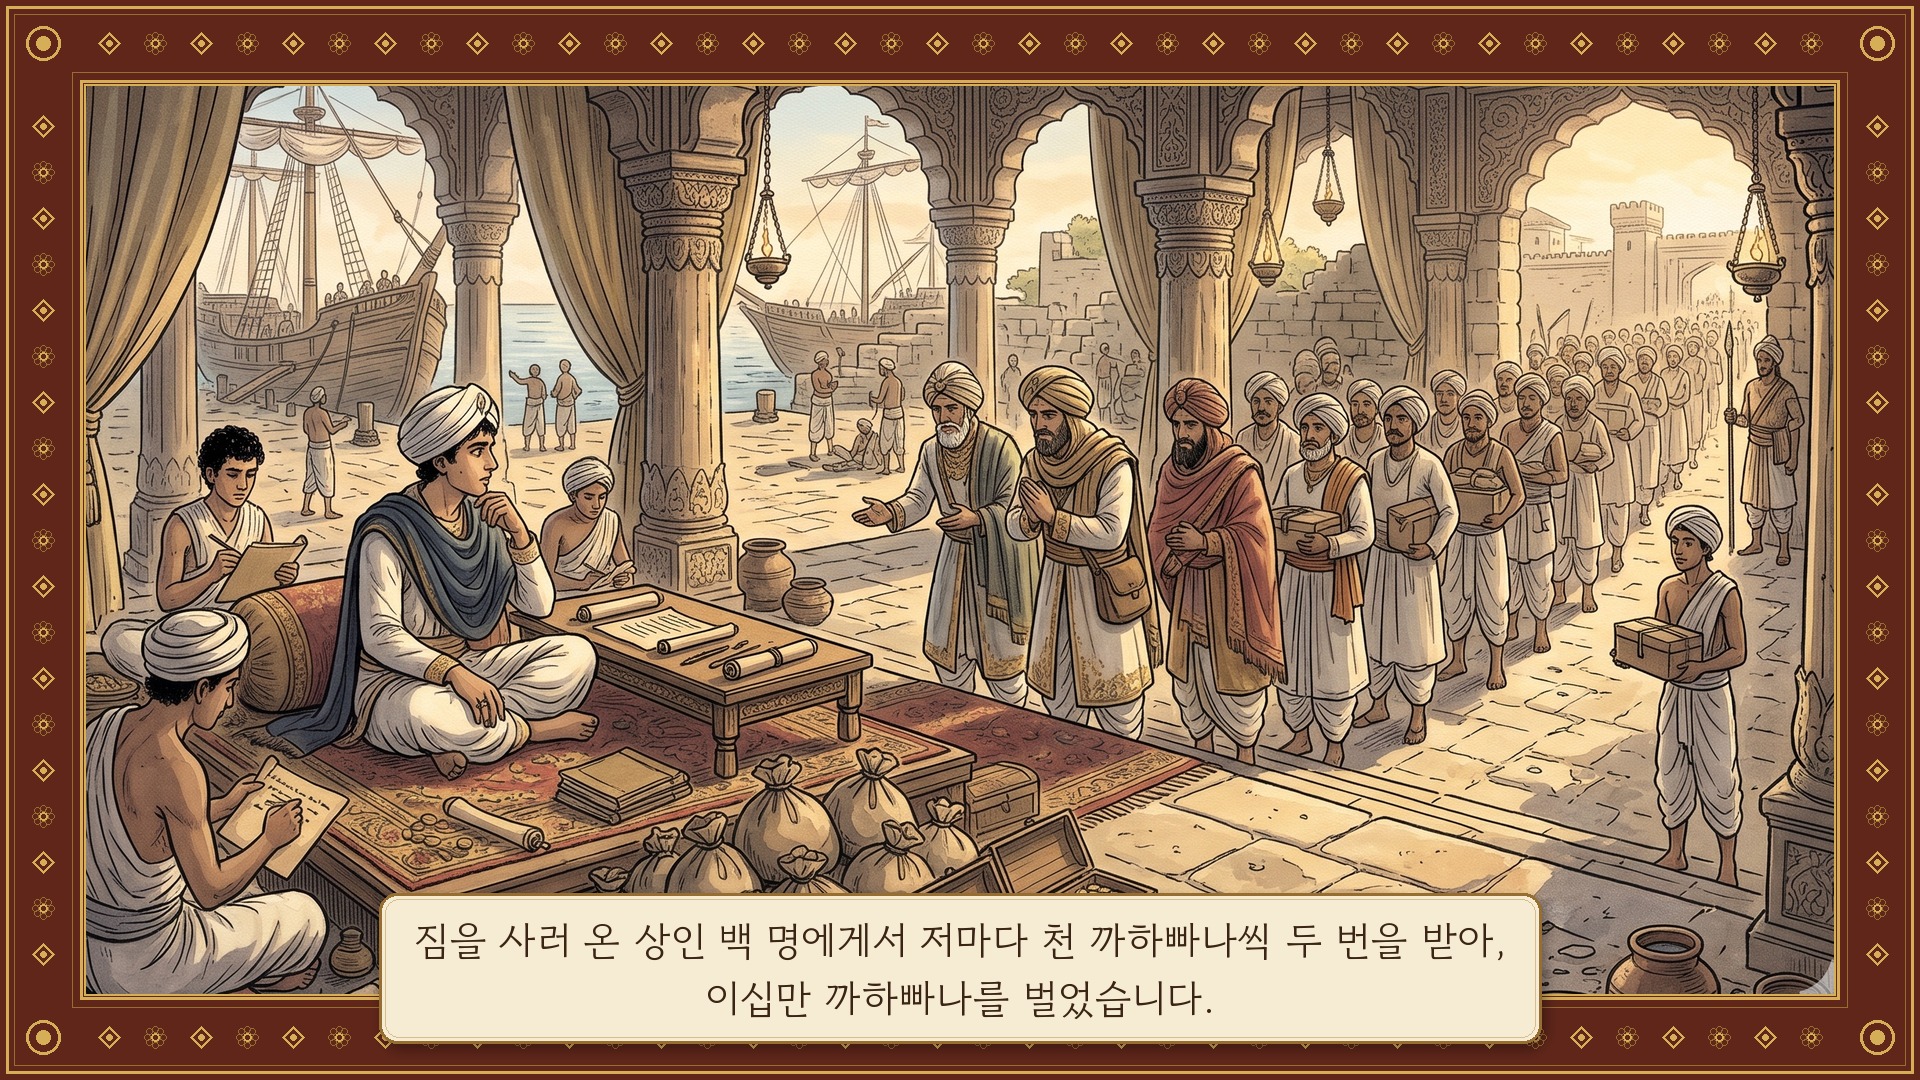 짐을 사러 온 상인 백 명에게서 저마다 천 까하빠나씩 두 번을 받아,
이십만 까하빠나를 벌었습니다.